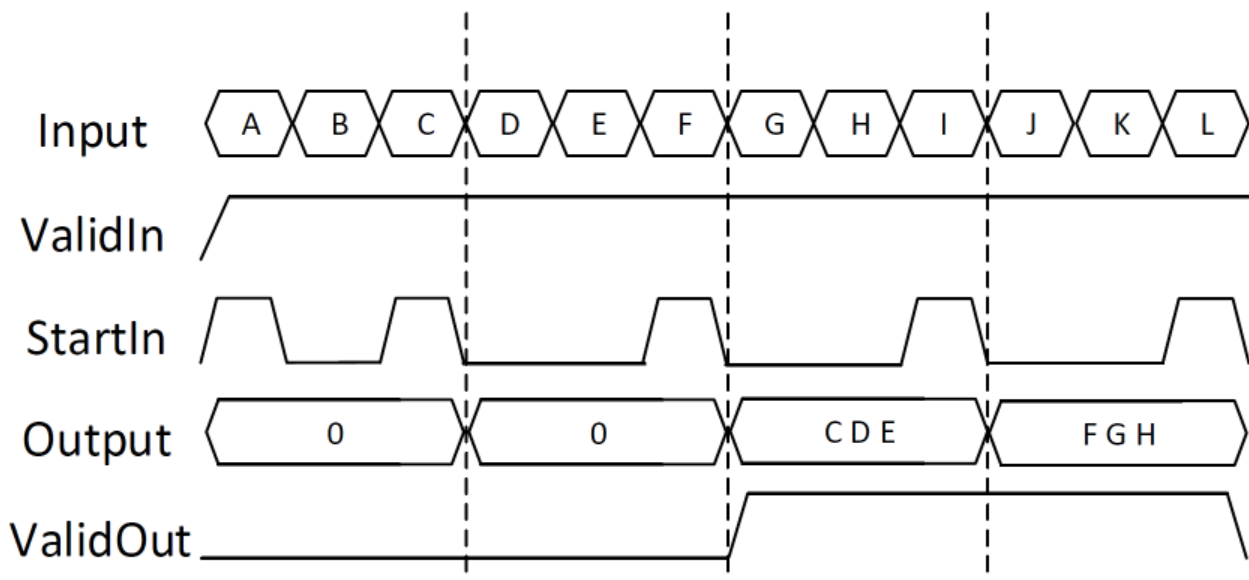 Input A B C D E F G H I J K L
ValidIn
StartIn
Output 0 0 C D E F G H
ValidOut